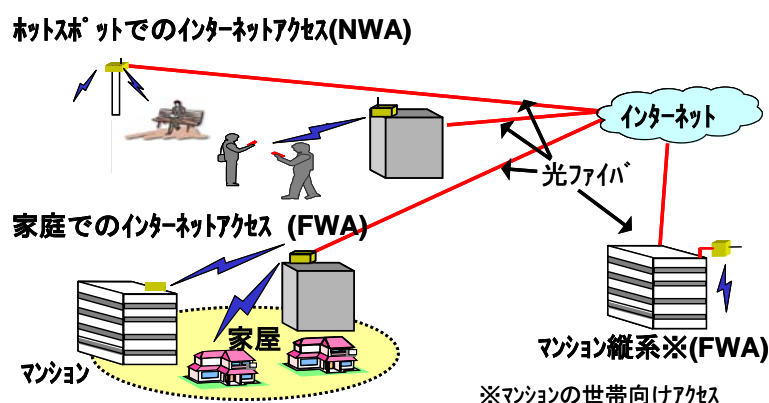 ﾎｯﾄｽﾎﾟｯﾄでのｲﾝﾀｰﾈｯﾄｱｸｾｽ(NWA)
ｲﾝﾀｰﾈｯﾄ
光ﾌｧｲﾊﾞ
家庭でのｲﾝﾀｰﾈｯﾄｱｸｾｽ (FWA)
家屋
ﾏﾝｼｮﾝ
ﾏﾝｼｮﾝ縦系※(FWA)
※ﾏﾝｼｮﾝの世帯向けｱｸｾｽ